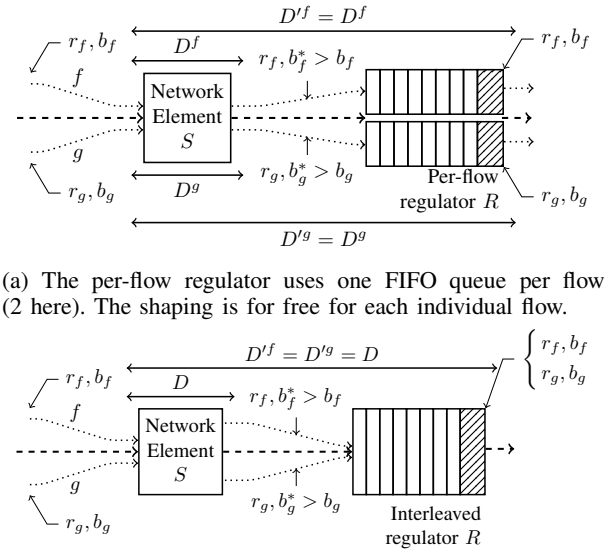 D'^f = D^f
r_f, b_f
D^f
r_f, b_f^* > b_f
r_f, b_f
f
Network
Element
S
g
r_g, b_g
D^g
r_g, b_g^* > b_g
Per-flow
regulator R
r_g, b_g
D'^g = D^g
(a) The per-flow regulator uses one FIFO queue per flow
(2 here). The shaping is for free for each individual flow.
D'^f = D'^g = D
{ r_f, b_f
r_g, b_g
r_f, b_f
D
r_f, b_f^* > b_f
f
Network
Element
S
g
r_g, b_g
r_g, b_g^* > b_g
Interleaved
regulator R